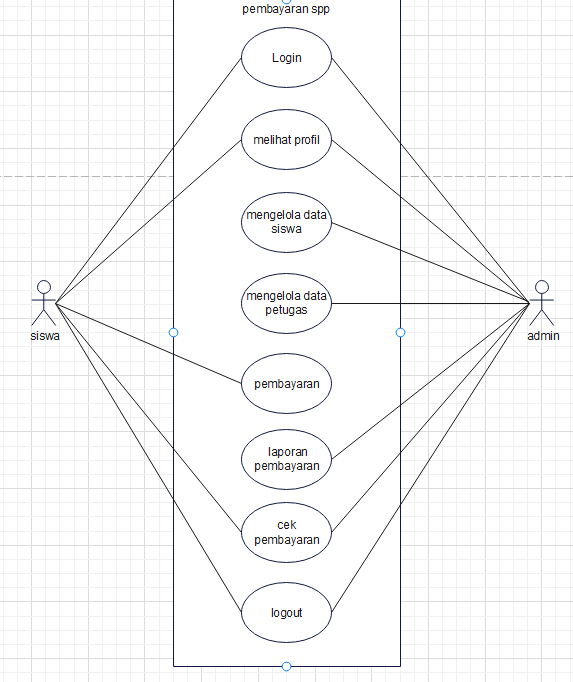 pembayaran spp
Login
melihat profil
mengelola data
siswa
mengelola data
petugas
siswa
admin
pembayaran
laporan
pembayaran
cek
pembayaran
logout